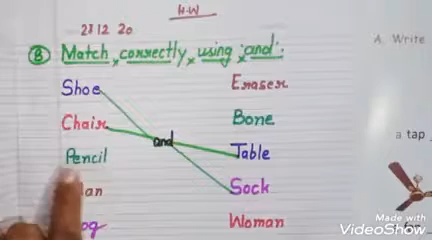 H.W
23 12 20
B Match correctly using 'and'.
A. Write
Shoe Eraser
Chair Bone
and
a tap
Pencil Table
Sock
Woman
Made With
VideoShow